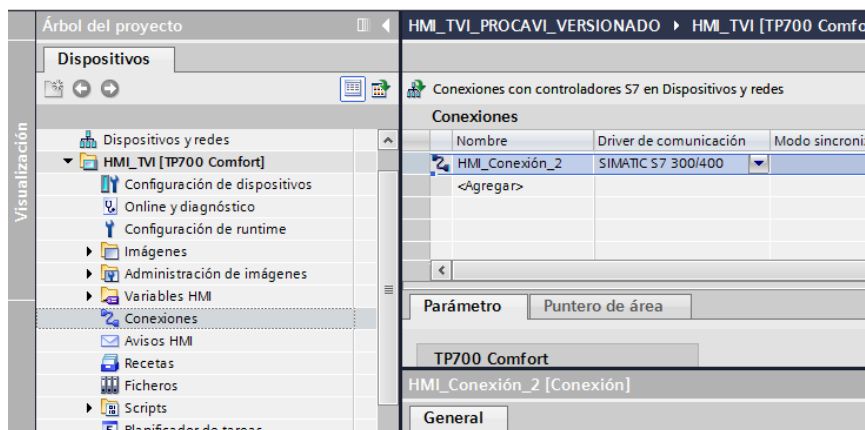 Árbol del proyecto
Dispositivos
Visualización
Dispositivos y redes
HMI_TVI [TP700 Comfort]
Configuración de dispositivos
Online y diagnóstico
Configuración de runtime
Imágenes
Administración de imágenes
Variables HMI
Conexiones
Avisos HMI
Recetas
Ficheros
Scripts
Planificador de tareas
HMI_TVI_PROCAVI_VERSIONADO HMI_TVI [TP700 Comfo
Conexiones con controladores S7 en Dispositivos y redes
Conexiones
Nombre Driver de comunicación Modo sincroni
HMI_Conexión_2 SIMATIC S7 300/400
<Agregar>
Parámetro Puntero de área
TP700 Comfort
HMI_Conexión_2 [Conexión]
General